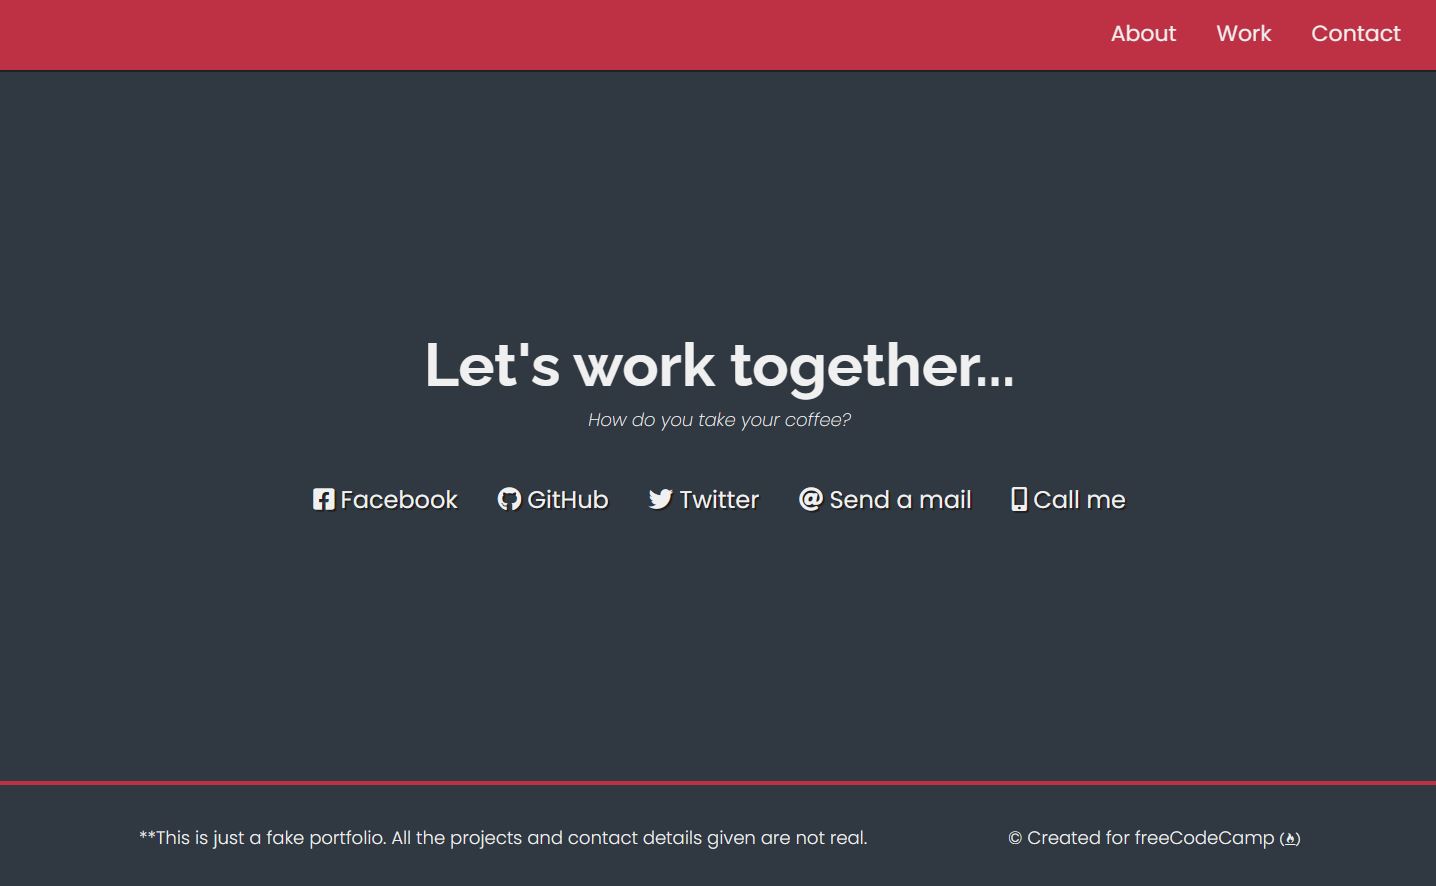 About Work Contact
Let's work together...
How do you take your coffee?
Facebook GitHub Twitter Send a mail Call me
**This is just a fake portfolio. All the projects and contact details given are not real. © Created for freeCodeCamp ()